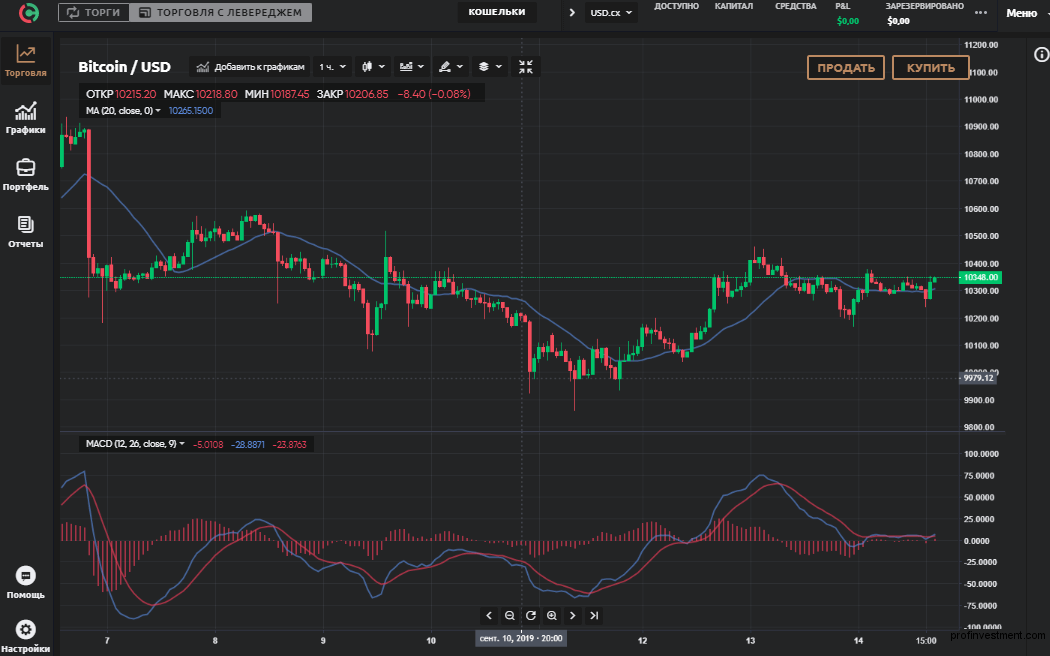 ТОРГИ ТОРГОВЛЯ С ЛЕВЕРЕДЖЕМ КОШЕЛЬКИ USD.cx ДОСТУПНО КАПИТАЛ СРЕДСТВА P&L ЗАРЕЗЕРВИРОВАНО Меню
$0,00 $0,00
Торговля
Графики
Портфель
Отчеты
Помощь
Настройки
Bitcoin / USD Добавить к графикам 1 ч. ПРОДАТЬ КУПИТЬ
ОТКР 10215.20 МАКС 10218.80 МИН 10187.45 ЗАКР 10206.85 −8.40 (−0.08%)
MA (20, close, 0) 10265.1500
11200.00
11100.00
11000.00
10900.00
10800.00
10700.00
10600.00
10500.00
10400.00
10348.00
10300.00
10200.00
10100.00
10000.00
9979.12
9900.00
9800.00
MACD (12, 26, close, 9) -5.0108 -28.8871 -23.8763
100.0000
75.0000
50.0000
25.0000
0.0000
-25.0000
-50.0000
-75.0000
-100.0000
7 8 9 10 сент. 10, 2019 · 20:00 12 13 14 15:00
profinvestment.com